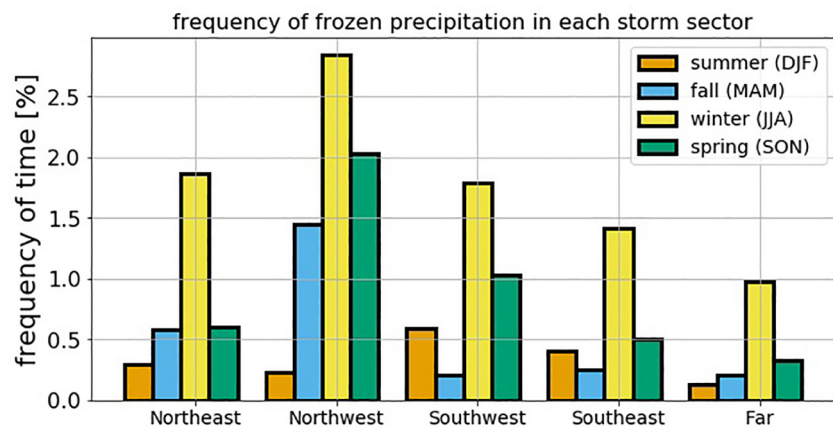 frequency of frozen precipitation in each storm sector
frequency of time [%]
2.5
2.0
1.5
1.0
0.5
0.0
summer (DJF)
fall (MAM)
winter (JJA)
spring (SON)
Northeast Northwest Southwest Southeast Far